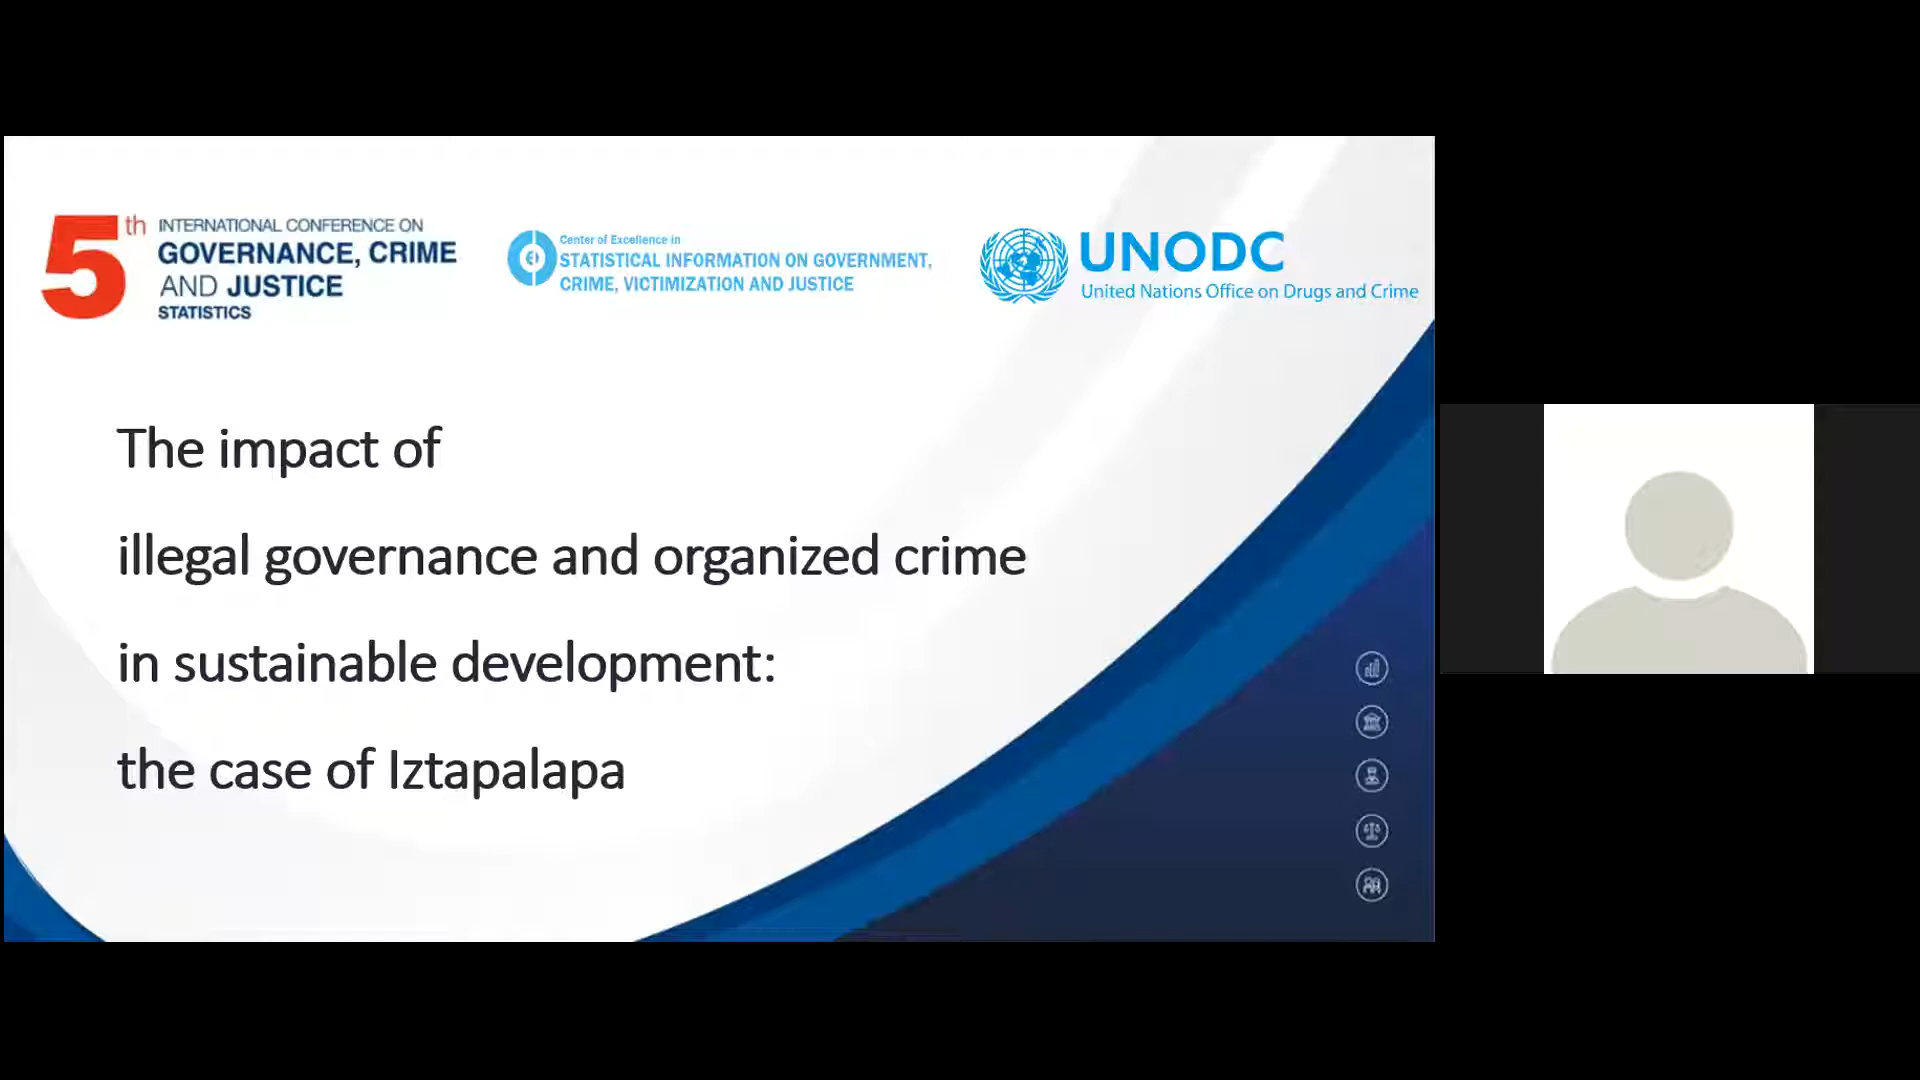 5th INTERNATIONAL CONFERENCE ON
GOVERNANCE, CRIME
AND JUSTICE
STATISTICS
Center of Excellence in
STATISTICAL INFORMATION ON GOVERNMENT,
CRIME, VICTIMIZATION AND JUSTICE
UNODC
United Nations Office on Drugs and Crime
The impact of
illegal governance and organized crime
in sustainable development:
the case of Iztapalapa